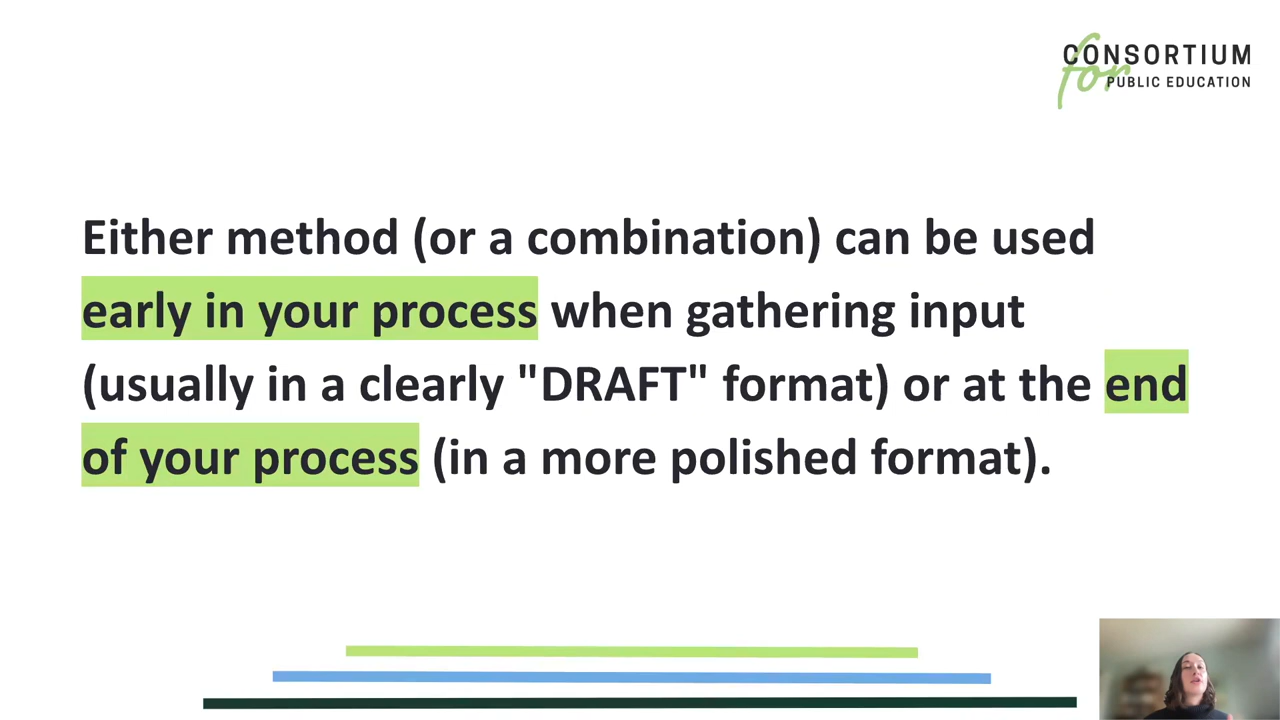 CONSORTIUM
for PUBLIC EDUCATION
Either method (or a combination) can be used
early in your process when gathering input
(usually in a clearly "DRAFT" format) or at the end
of your process (in a more polished format).